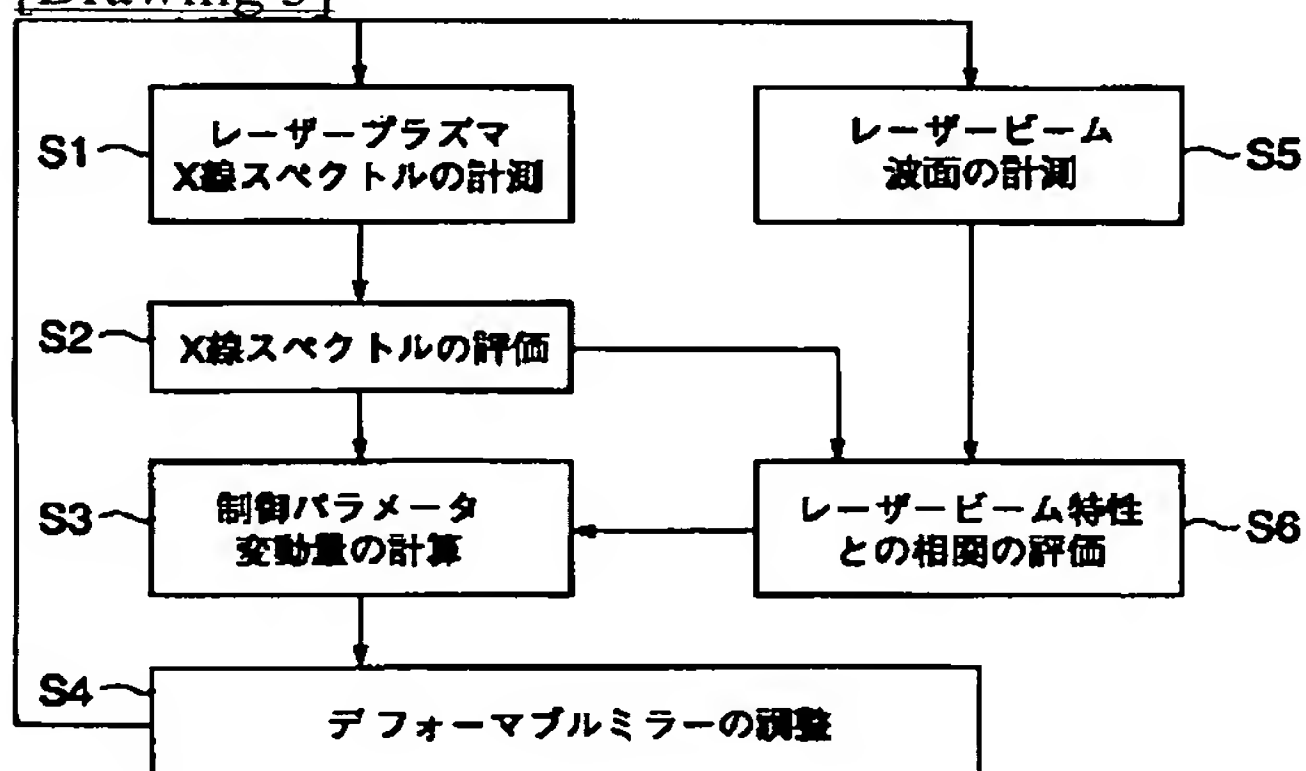 [Drawing 5]
S1
レーザープラズマ
X線スペクトルの計測
レーザービーム
波面の計測
S5
S2
X線スペクトルの評価
S3
制御パラメータ
変動量の計算
レーザービーム特性
との相関の評価
S6
S4
デフォーマブルミラーの調整